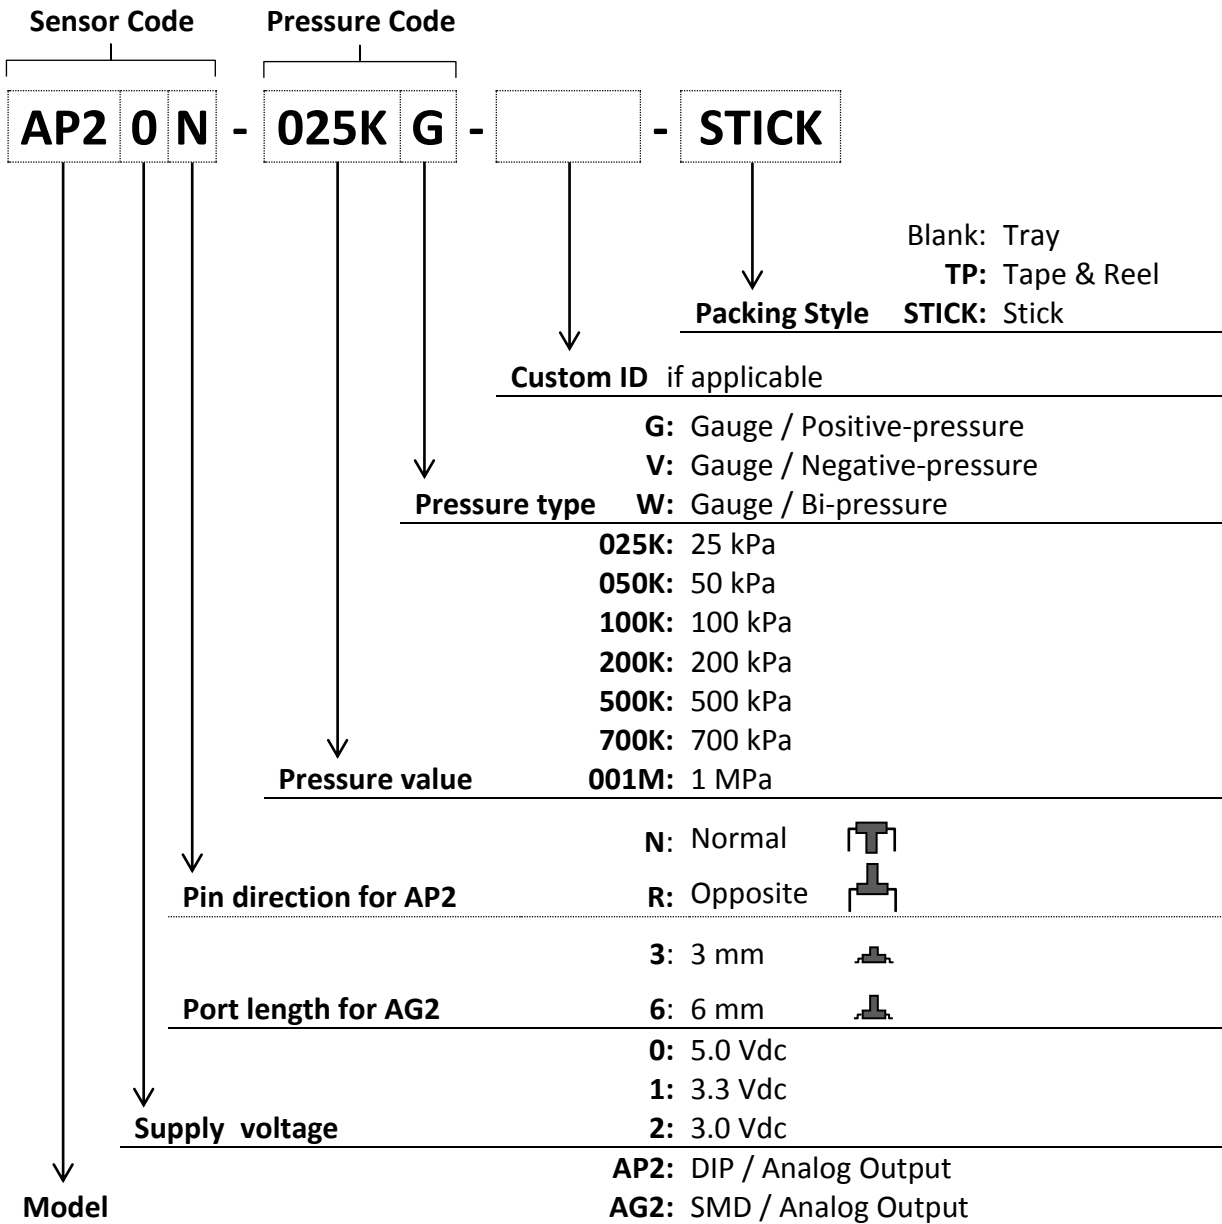 Sensor Code Pressure Code
AP2 0 N - 025K G - - STICK
Blank: Tray
TP: Tape & Reel
Packing Style STICK: Stick
Custom ID if applicable
G: Gauge / Positive-pressure
V: Gauge / Negative-pressure
Pressure type W: Gauge / Bi-pressure
025K: 25 kPa
050K: 50 kPa
100K: 100 kPa
200K: 200 kPa
500K: 500 kPa
700K: 700 kPa
Pressure value 001M: 1 MPa
N: Normal
Pin direction for AP2 R: Opposite
3: 3 mm
Port length for AG2 6: 6 mm
0: 5.0 Vdc
1: 3.3 Vdc
Supply voltage 2: 3.0 Vdc
AP2: DIP / Analog Output
Model AG2: SMD / Analog Output